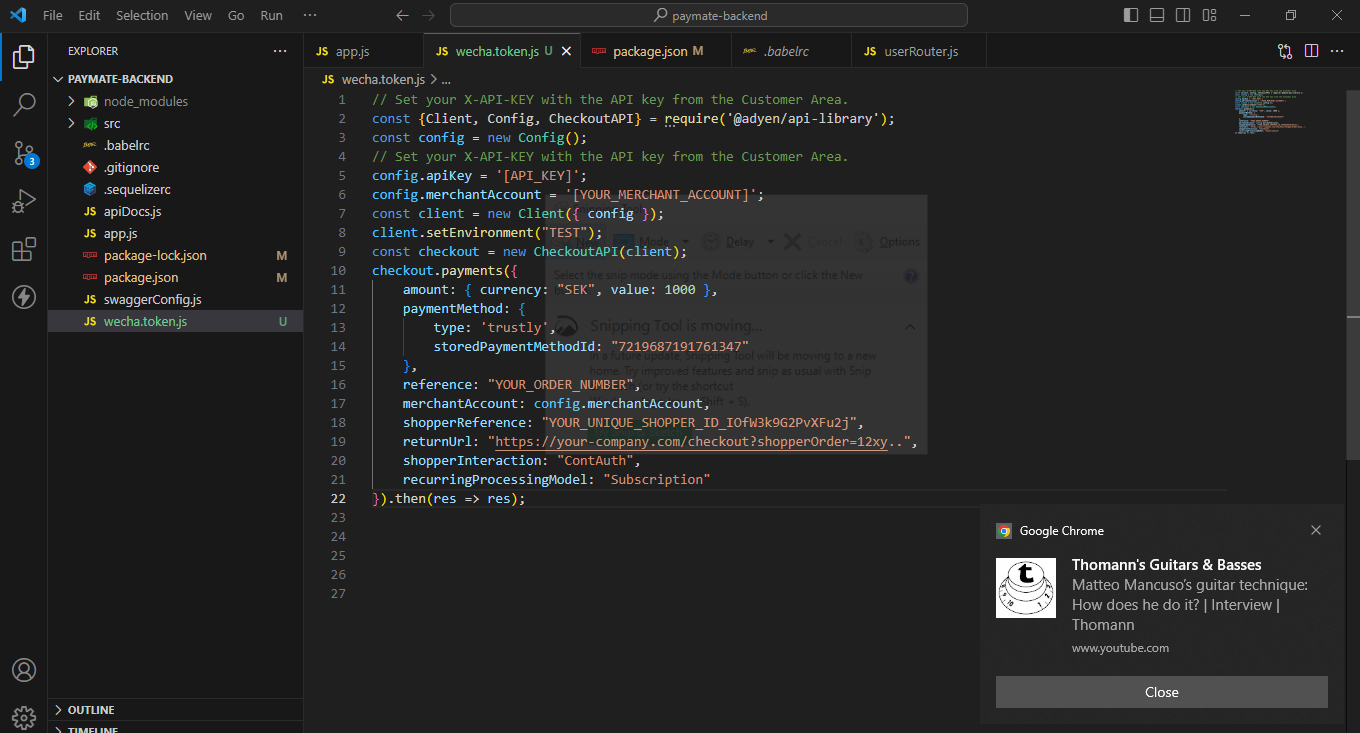 File Edit Selection View Go Run ···
paymate-backend
EXPLORER
PAYMATE-BACKEND
node_modules
src
.babelrc
.gitignore
.sequelizerc
JS apiDocs.js
JS app.js
package-lock.json M
package.json M
JS swaggerConfig.js
JS wecha.token.js U
OUTLINE
TIMELINE
3
JS app.js
JS wecha.token.js U
package.json M
.babelrc
JS userRouter.js
JS wecha.token.js > ...
1 // Set your X-API-KEY with the API key from the Customer Area.
2 const {Client, Config, CheckoutAPI} = require('@adyen/api-library');
3 const config = new Config();
4 // Set your X-API-KEY with the API key from the Customer Area.
5 config.apiKey = '[API_KEY]';
6 config.merchantAccount = '[YOUR_MERCHANT_ACCOUNT]';
7 const client = new Client({ config });
8 client.setEnvironment("TEST");
9 const checkout = new CheckoutAPI(client);
10 checkout.payments({
11 amount: { currency: "SEK", value: 1000 },
12 paymentMethod: {
13 type: 'trustly',
14 storedPaymentMethodId: "7219687191761347"
15 },
16 reference: "YOUR_ORDER_NUMBER",
17 merchantAccount: config.merchantAccount,
18 shopperReference: "YOUR_UNIQUE_SHOPPER_ID_IOfW3k9G2PvXFu2j",
19 returnUrl: "https://your-company.com/checkout?shopperOrder=12xy..",
20 shopperInteraction: "ContAuth",
21 recurringProcessingModel: "Subscription"
22 }).then(res => res);
23
24
25
26
27
Mode Delay Cancel Options
Select the snip mode using the Mode button or click the New
Snipping Tool is moving...
In a future update, Snipping Tool will be moving to a new
home. Try improved features and snip as usual with Snip
or try the shortcut
Shift + S).
Google Chrome
Thomann's Guitars & Basses
Matteo Mancuso's guitar technique:
How does he do it? | Interview |
Thomann
www.youtube.com
Close